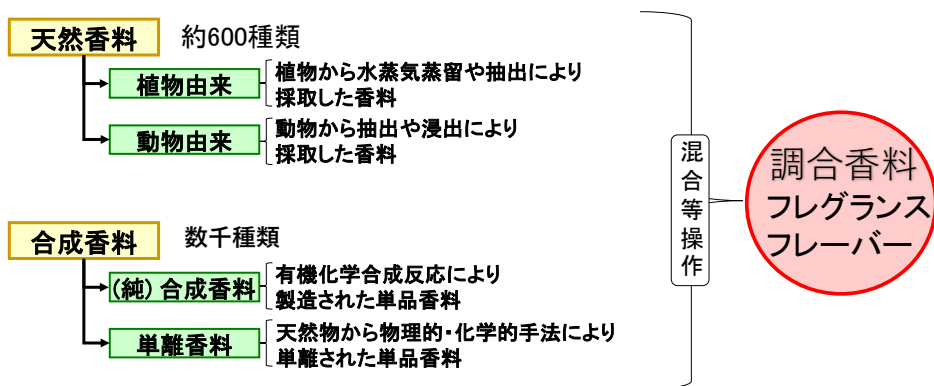 天然香料
約600種類
植物由来
植物から水蒸気蒸留や抽出により
採取した香料
動物由来
動物から抽出や浸出により
採取した香料
合成香料
数千種類
(純)合成香料
有機化学合成反応により
製造された単品香料
単離香料
天然物から物理的・化学的手法により
単離された単品香料
混合等操作
調合香料
フレグランス
フレーバー